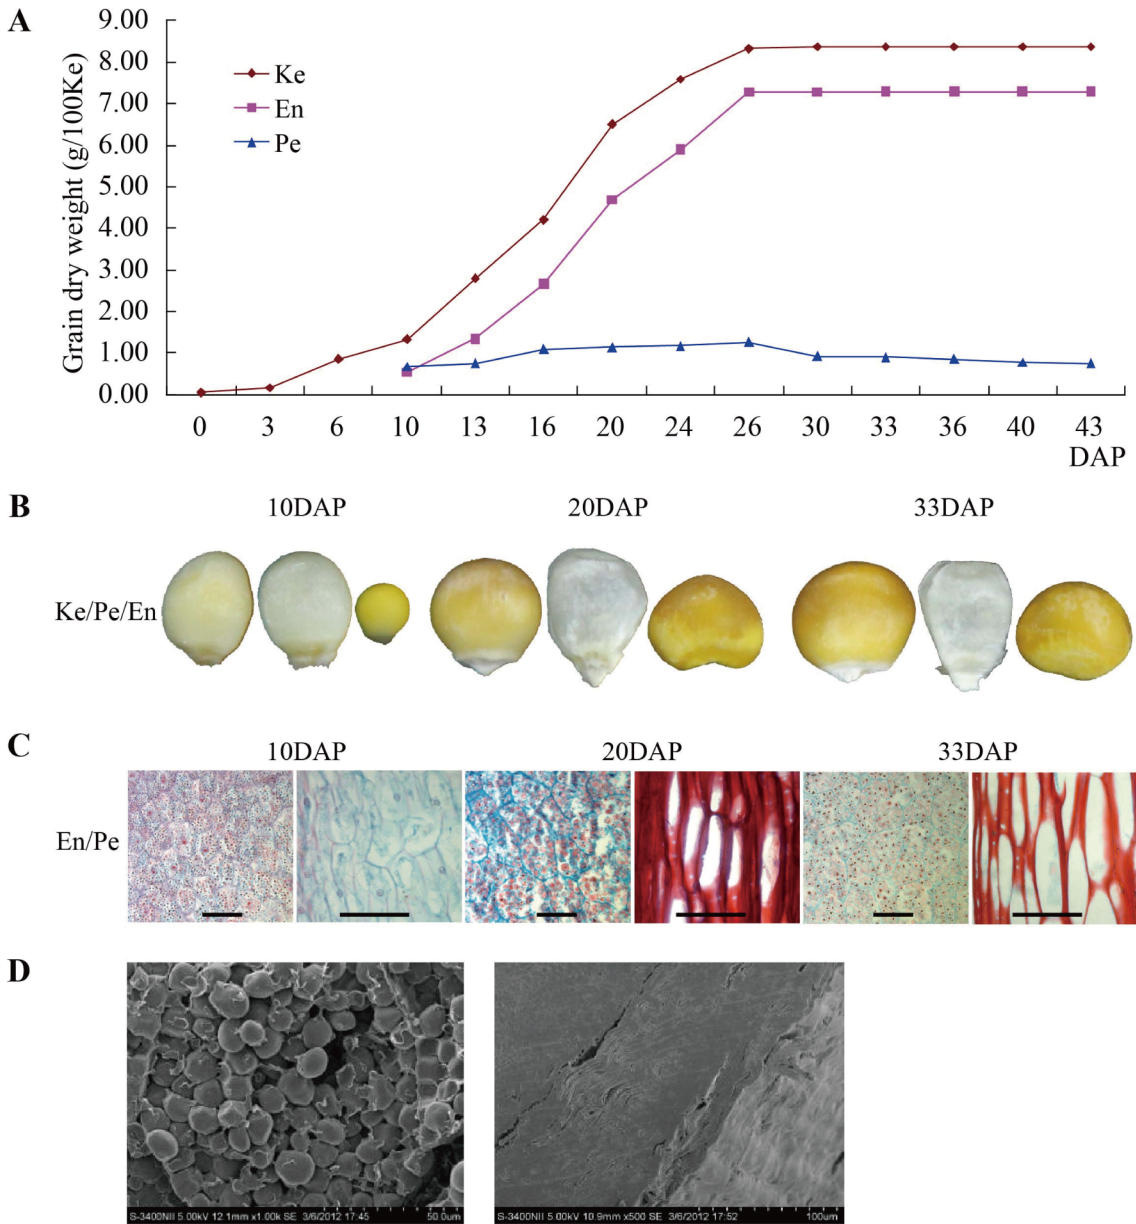 A
9.00
8.00
7.00
6.00
5.00
4.00
3.00
2.00
1.00
0.00
Grain dry weight (g/100Ke)
Ke
En
Pe
0 3 6 10 13 16 20 24 26 30 33 36 40 43
DAP
B
10DAP 20DAP 33DAP
Ke/Pe/En
C
10DAP 20DAP 33DAP
En/Pe
D
S-3400NII 5.00kV 12.1mm x1.00k SE 3/6/2012 17:45 50.0um
S-3400NII 5.00kV 10.9mm x500 SE 3/6/2012 17:52 100um